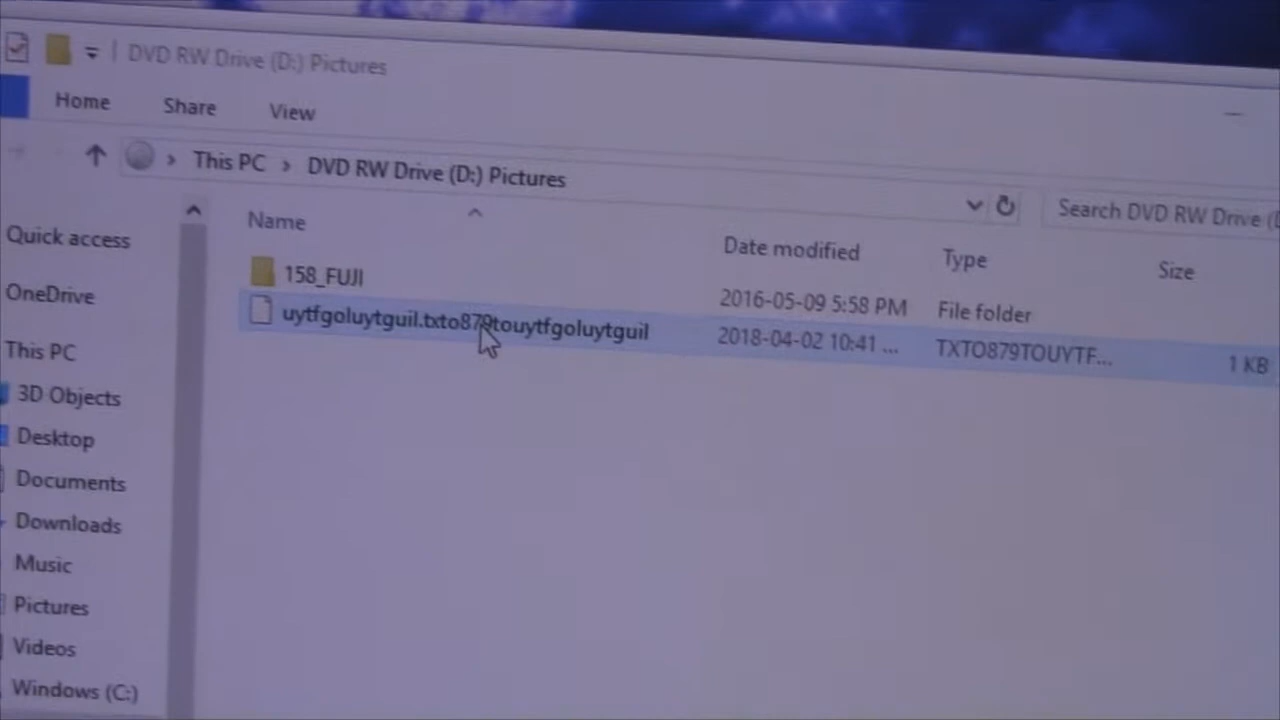 DVD RW Drive (D:) Pictures
Home Share View
This PC › DVD RW Drive (D:) Pictures
Search DVD RW Drive (
Name Date modified Type Size
158_FUJI 2016-05-09 5:58 PM File folder
uytfgoluytguil.txto879touytfgoluytguil 2018-04-02 10:41 ... TXTO879TOUYTF... 1 KB
Quick access
OneDrive
This PC
3D Objects
Desktop
Documents
Downloads
Music
Pictures
Videos
Windows (C:)